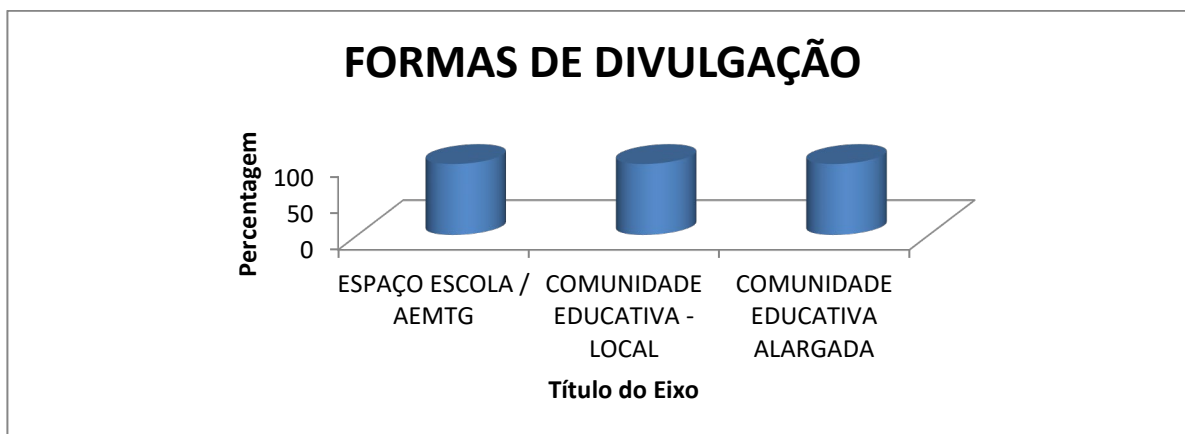 FORMAS DE DIVULGAÇÃO
Percentagem
100
50
0
ESPAÇO ESCOLA /
AEMTG
COMUNIDADE
EDUCATIVA -
LOCAL
COMUNIDADE
EDUCATIVA
ALARGADA
Título do Eixo